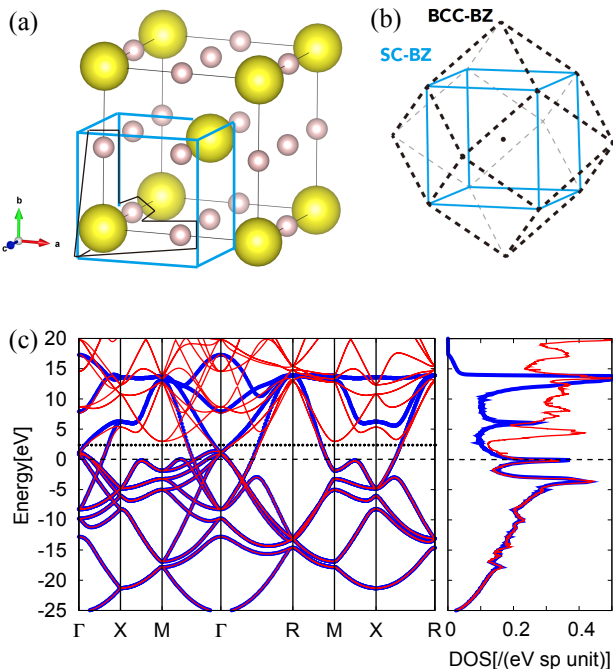 (a)
b
a
c
(b)
BCC-BZ
SC-BZ
(c)
Energy[eV]
20
15
10
5
0
-5
-10
-15
-20
-25
Γ X M Γ R M X R
0 0.2 0.4
DOS[/(eV sp unit)]